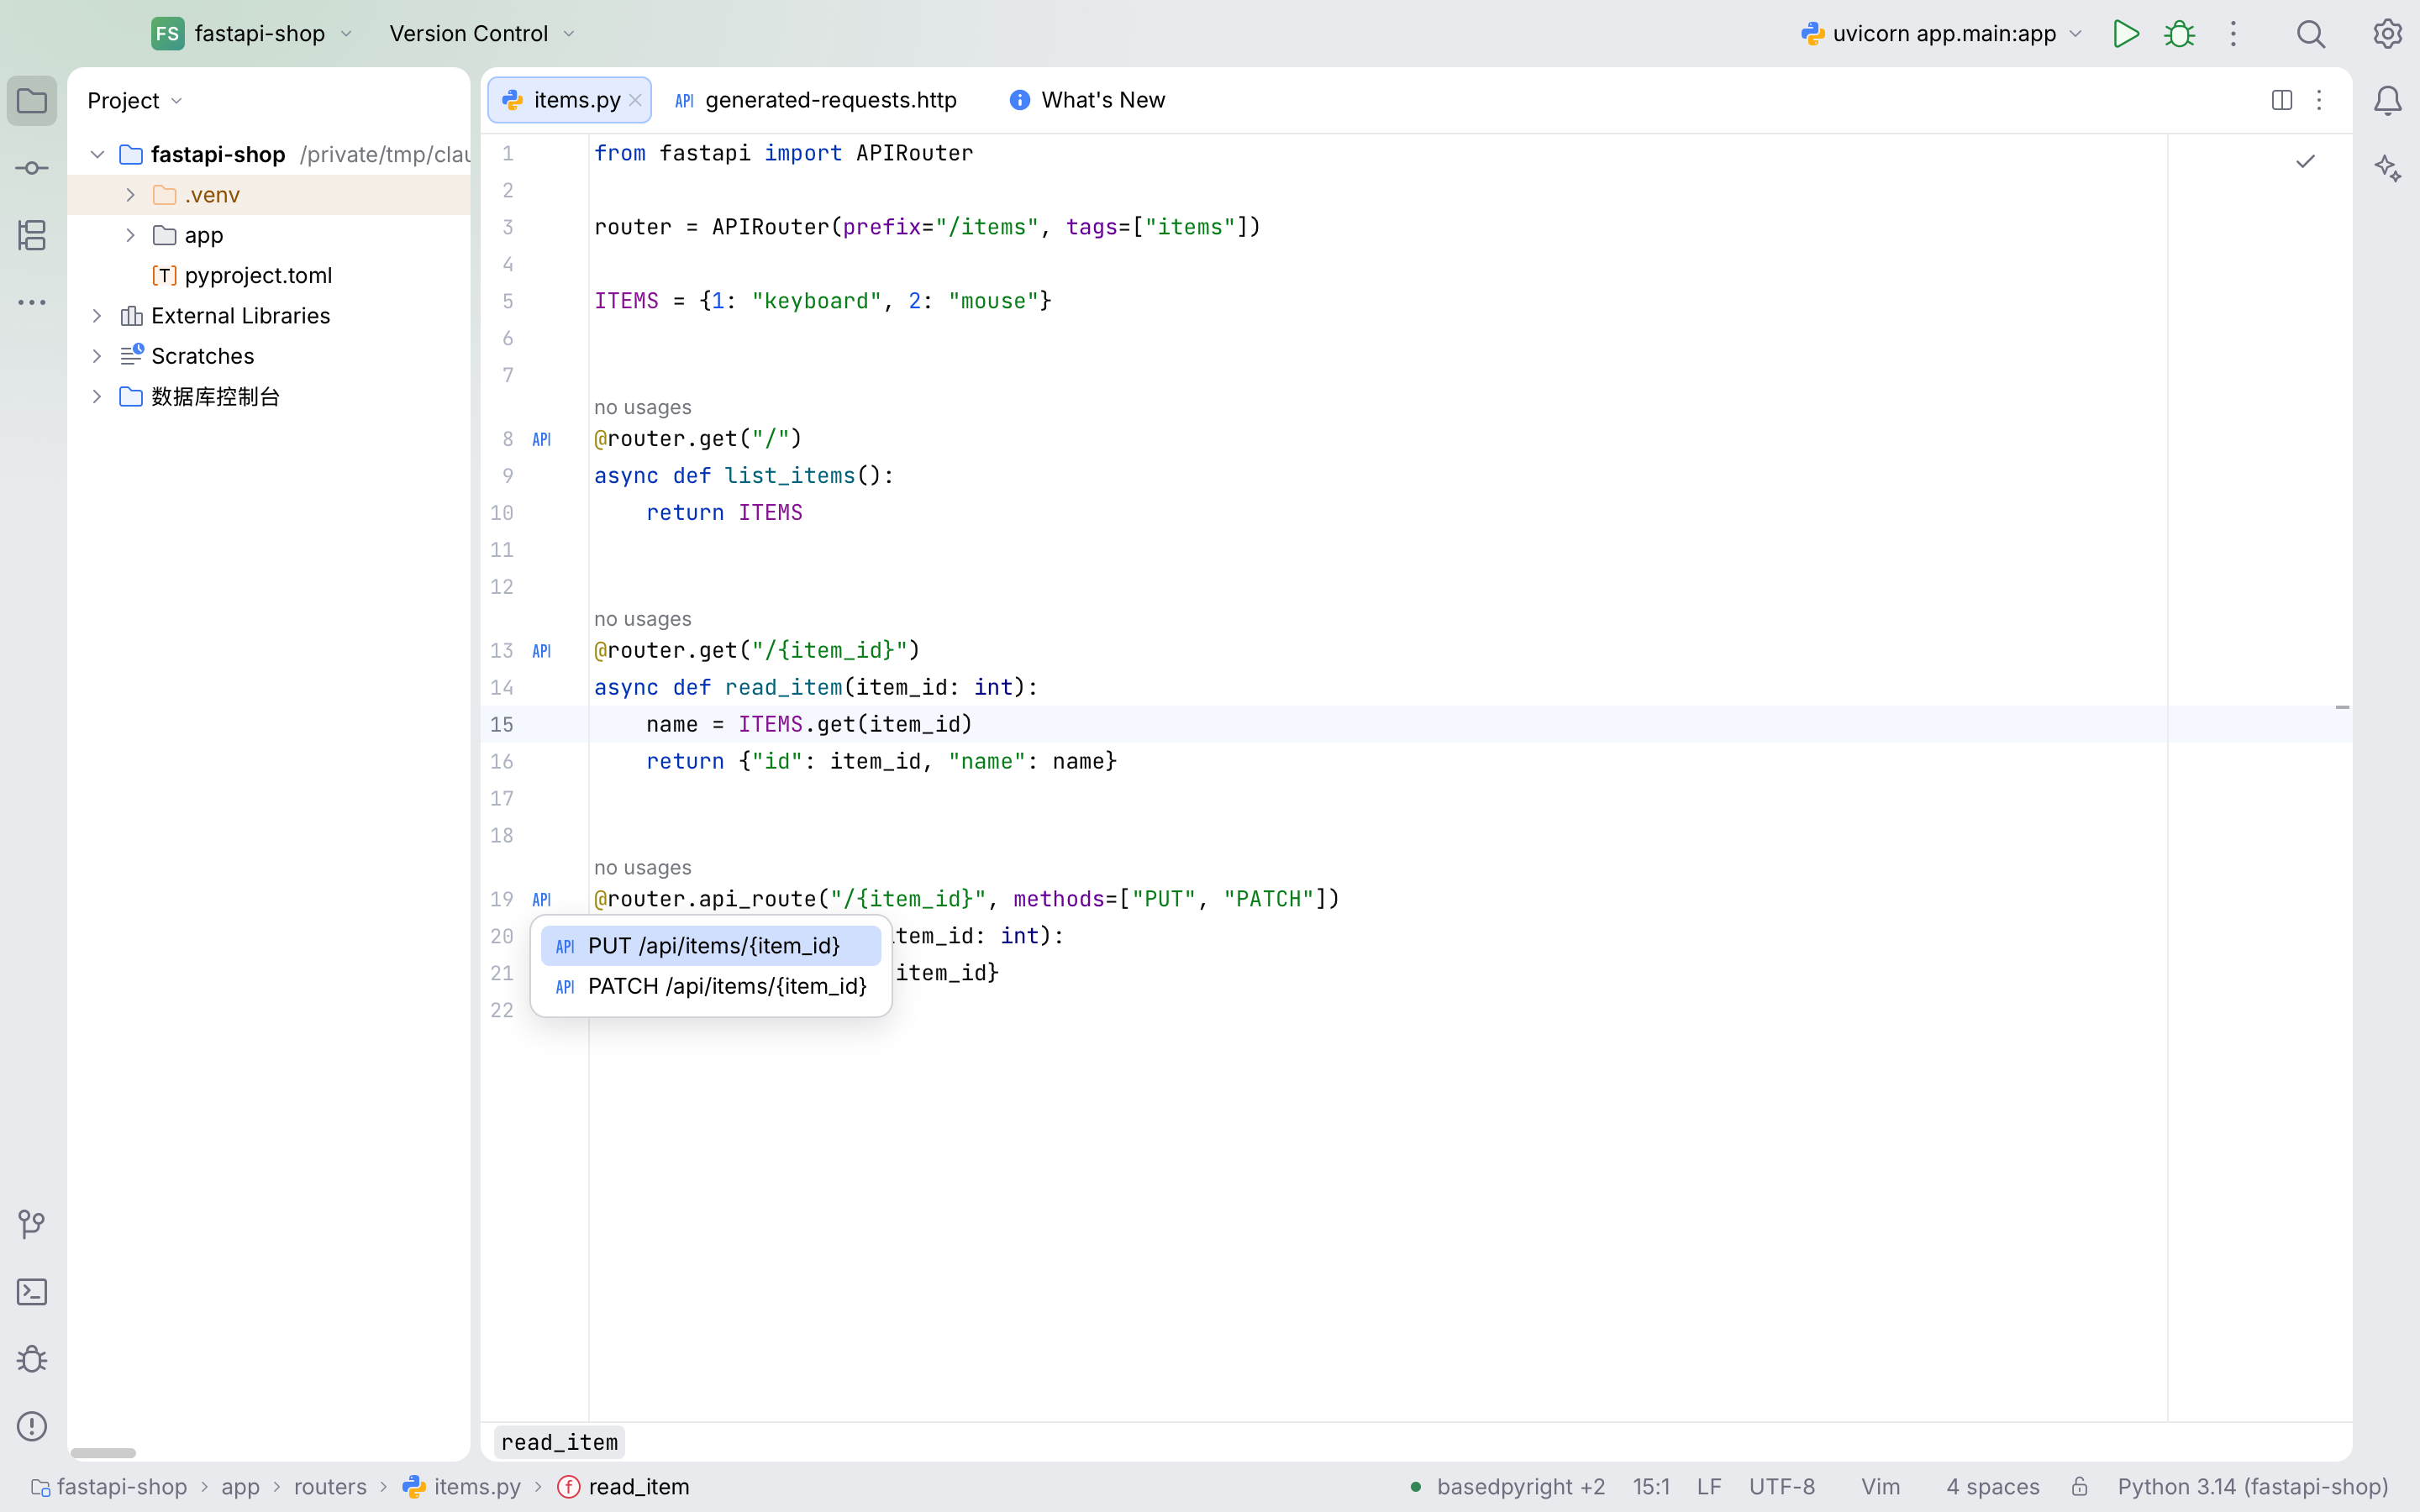 FS fastapi-shop Version Control uvicorn app.main:app
Project
fastapi-shop /private/tmp/clau
.venv
app
[T] pyproject.toml
External Libraries
Scratches
数据库控制台
items.py API generated-requests.http What's New
1 from fastapi import APIRouter
2
3 router = APIRouter(prefix="/items", tags=["items"])
4
5 ITEMS = {1: "keyboard", 2: "mouse"}
6
7
no usages
8 API @router.get("/")
9 async def list_items():
10 return ITEMS
11
12
no usages
13 API @router.get("/{item_id}")
14 async def read_item(item_id: int):
15 name = ITEMS.get(item_id)
16 return {"id": item_id, "name": name}
17
18
no usages
19 API @router.api_route("/{item_id}", methods=["PUT", "PATCH"])
20 tem_id: int):
21 item_id}
22
API PUT /api/items/{item_id}
API PATCH /api/items/{item_id}
read_item
fastapi-shop › app › routers › items.py › f read_item basedpyright +2 15:1 LF UTF-8 Vim 4 spaces Python 3.14 (fastapi-shop)